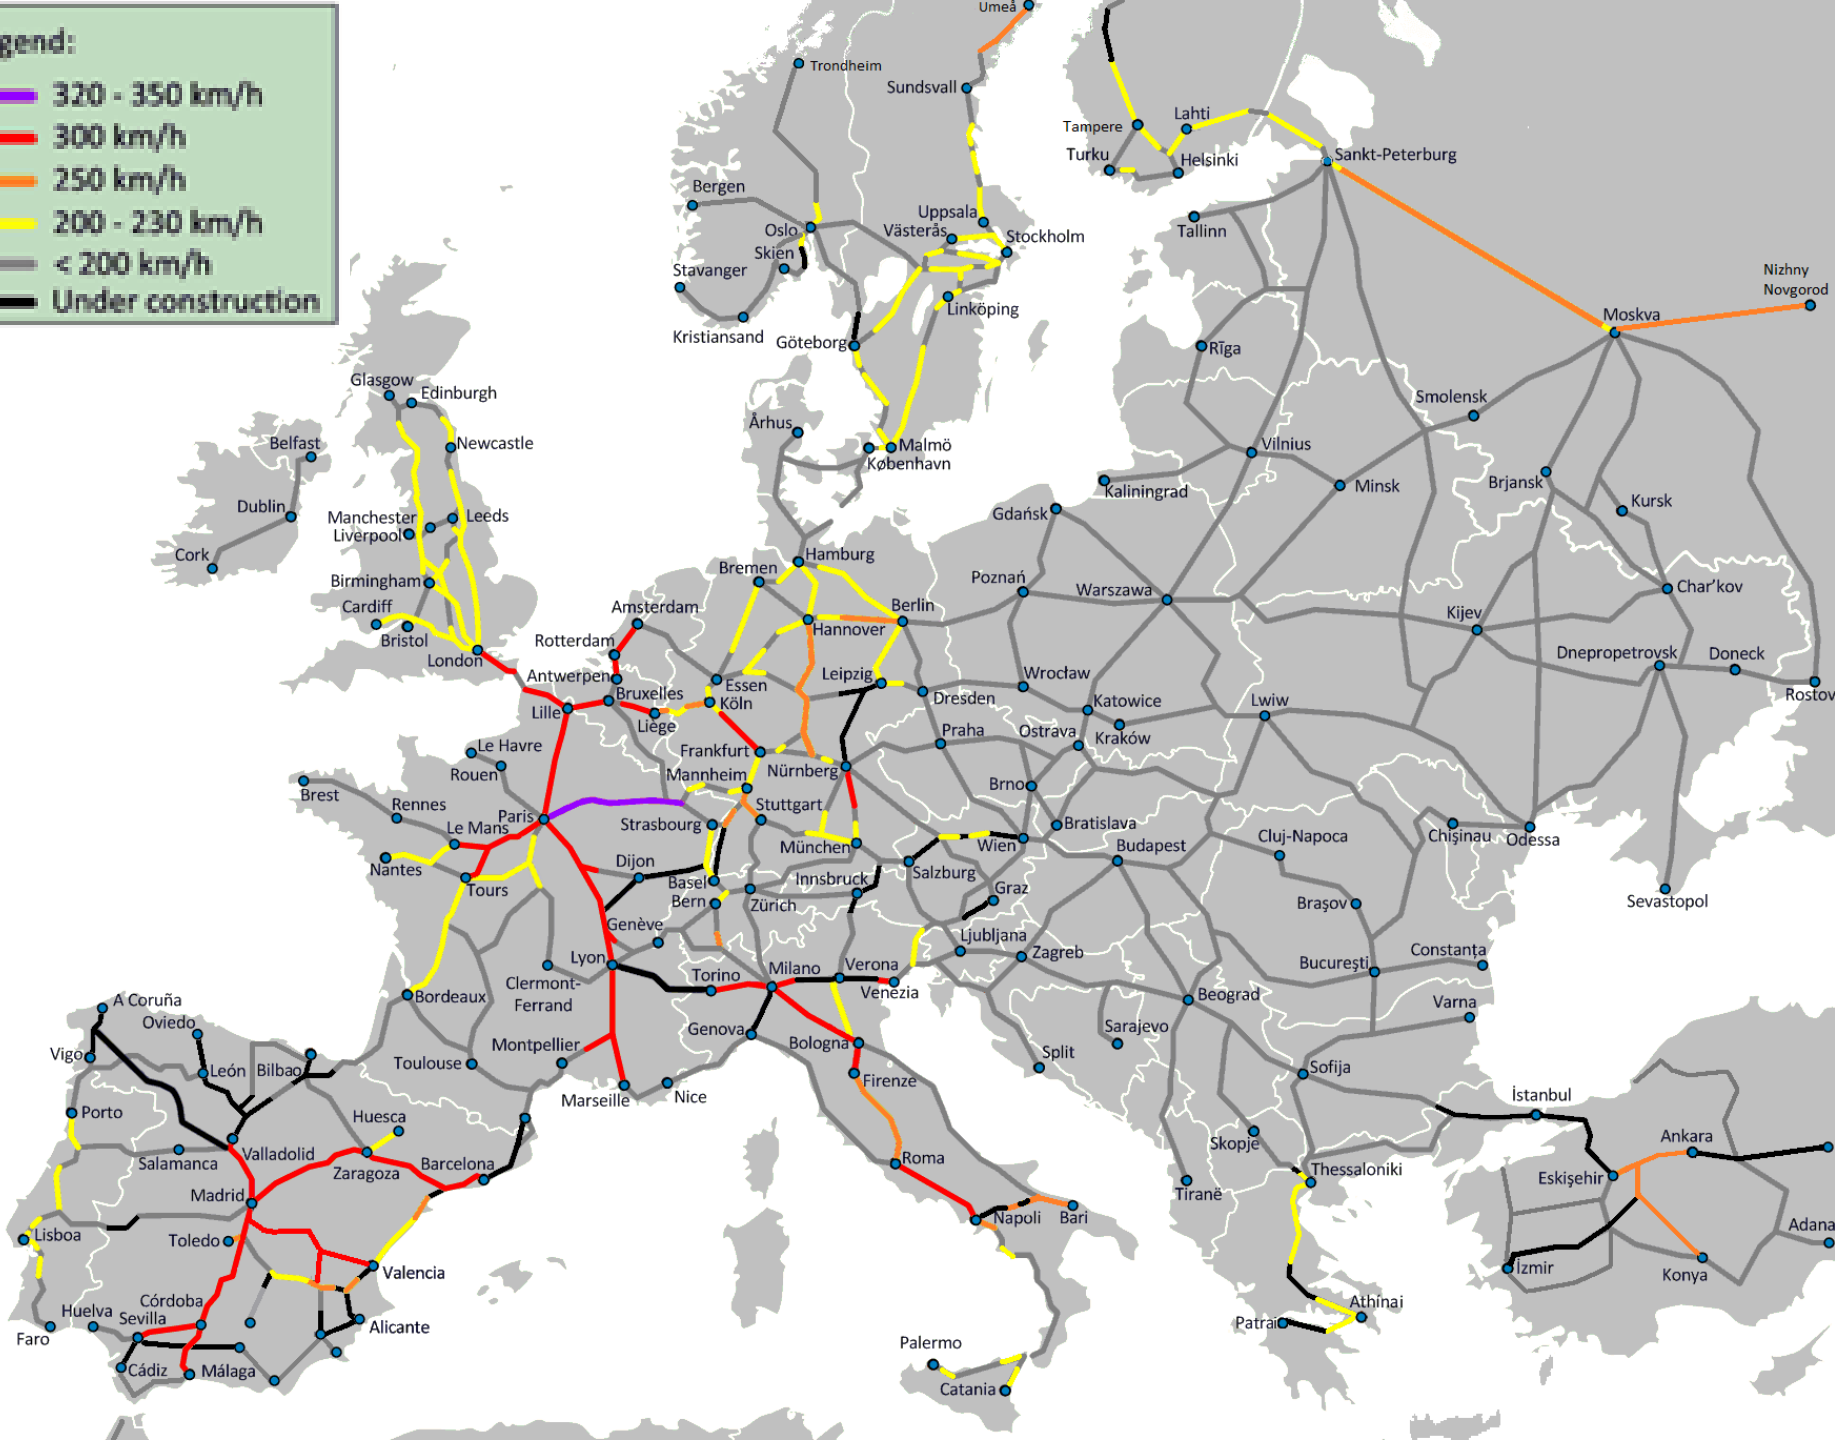 gend:
320 - 350 km/h
300 km/h
250 km/h
200 - 230 km/h
< 200 km/h
Under construction
Umeå
Trondheim
Sundsvall
Lahti
Tampere
Turku
Helsinki
Sankt-Peterburg
Bergen
Uppsala
Oslo
Västerås
Stockholm
Tallinn
Skien
Stavanger
Nizhny
Novgorod
Linköping
Moskva
Kristiansand
Göteborg
Rīga
Glasgow
Edinburgh
Smolensk
Århus
Belfast
Newcastle
Malmö
København
Vilnius
Kaliningrad
Minsk
Brjansk
Dublin
Manchester
Leeds
Liverpool
Gdańsk
Kursk
Cork
Hamburg
Bremen
Birmingham
Poznań
Warszawa
Char'kov
Cardiff
Amsterdam
Berlin
Kijev
Bristol
Rotterdam
Hannover
London
Dnepropetrovsk
Doneck
Antwerpen
Essen
Leipzig
Wrocław
Bruxelles
Köln
Dresden
Rostov
Lille
Liège
Katowice
Lwiw
Praha
Ostrava
Kraków
Le Havre
Frankfurt
Rouen
Mannheim
Nürnberg
Brest
Brno
Rennes
Paris
Stuttgart
Le Mans
Strasbourg
Bratislava
Cluj-Napoca
Chişinau
Odessa
München
Wien
Budapest
Nantes
Dijon
Salzburg
Tours
Basel
Innsbruck
Graz
Bern
Zürich
Braşov
Sevastopol
Genève
Ljubljana
Zagreb
Constanţa
Lyon
Torino
Milano
Verona
Bucureşti
Clermont-
Ferrand
Venezia
Bordeaux
Beograd
Varna
A Coruña
Oviedo
Genova
Sarajevo
Montpellier
Bologna
Vigo
Split
Toulouse
León
Bilbao
Sofija
Firenze
Nice
Marseille
İstanbul
Porto
Huesca
Skopje
Ankara
Valladolid
Salamanca
Zaragoza
Barcelona
Roma
Thessaloniki
Eskişehir
Madrid
Tiranë
Napoli
Bari
Adana
Lisboa
Toledo
Valencia
İzmir
Konya
Córdoba
Huelva
Sevilla
Athínai
Faro
Alicante
Patrai
Palermo
Cádiz
Málaga
Catania